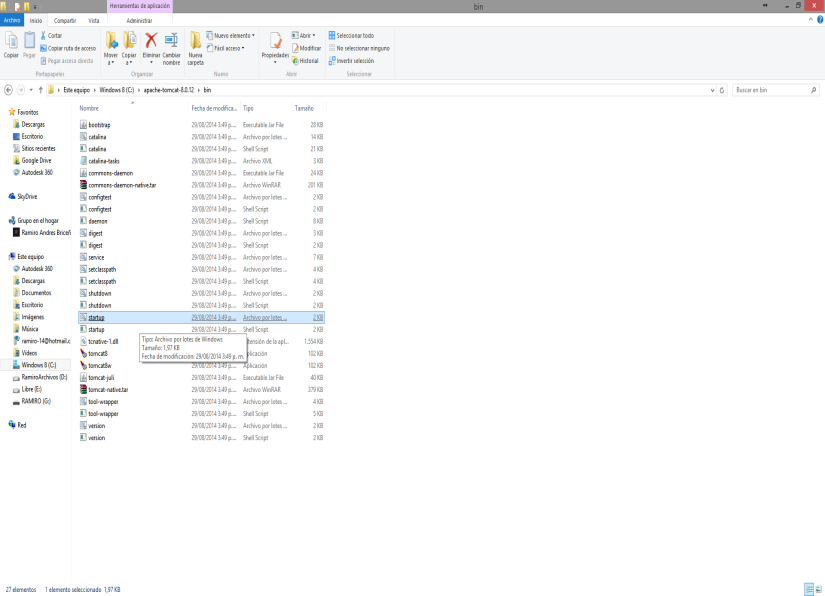 Herramientas de aplicación
bin
Archivo Inicio Compartir Vista Administrar
Copiar Pegar
Cortar
Copiar ruta de acceso
Pegar acceso directo
Portapapeles
Mover a Copiar a Eliminar Cambiar nombre
Organizar
Nueva carpeta
Nuevo elemento
Fácil acceso
Nuevo
Propiedades
Abrir
Modificar
Historial
Abrir
Seleccionar todo
No seleccionar ninguno
Invertir selección
Seleccionar
Este equipo Windows 8 (C:) apache-tomcat-8.0.12 bin
Buscar en bin
Favoritos
Descargas
Escritorio
Sitios recientes
Google Drive
Autodesk 360
SkyDrive
Grupo en el hogar
Ramiro Andres Briceñ
Este equipo
Autodesk 360
Descargas
Documentos
Escritorio
Imágenes
Música
ramiro-14@hotmail.c
Vídeos
Windows 8 (C:)
RamiroArchivos (D:)
Libre (E:)
RAMIRO (G:)
Red
Nombre Fecha de modifica... Tipo Tamaño
bootstrap 29/08/2014 3:49 p.... Executable Jar File 28 KB
catalina 29/08/2014 3:49 p.... Archivo por lotes ... 14 KB
catalina 29/08/2014 3:49 p.... Shell Script 21 KB
catalina-tasks 29/08/2014 3:49 p.... Archivo XML 3 KB
commons-daemon 29/08/2014 3:49 p.... Executable Jar File 24 KB
commons-daemon-native.tar 29/08/2014 3:49 p.... Archivo WinRAR 201 KB
configtest 29/08/2014 3:49 p.... Archivo por lotes ... 2 KB
configtest 29/08/2014 3:49 p.... Shell Script 2 KB
daemon 29/08/2014 3:49 p.... Shell Script 8 KB
digest 29/08/2014 3:49 p.... Archivo por lotes ... 3 KB
digest 29/08/2014 3:49 p.... Shell Script 2 KB
service 29/08/2014 3:49 p.... Archivo por lotes ... 7 KB
setclasspath 29/08/2014 3:49 p.... Archivo por lotes ... 4 KB
setclasspath 29/08/2014 3:49 p.... Shell Script 4 KB
shutdown 29/08/2014 3:49 p.... Archivo por lotes ... 2 KB
shutdown 29/08/2014 3:49 p.... Shell Script 2 KB
startup 29/08/2014 3:49 p.... Archivo por lotes ... 2 KB
startup 29/08/2014 3:49 p.... Shell Script 2 KB
tcnative-1.dll tensión de la apl... 1.554 KB
tomcat8 plicación 102 KB
tomcat8w 29/08/2014 3:49 p.... Aplicación 102 KB
tomcat-juli 29/08/2014 3:49 p.... Executable Jar File 40 KB
tomcat-native.tar 29/08/2014 3:49 p.... Archivo WinRAR 379 KB
tool-wrapper 29/08/2014 3:49 p.... Archivo por lotes ... 4 KB
tool-wrapper 29/08/2014 3:49 p.... Shell Script 5 KB
version 29/08/2014 3:49 p.... Archivo por lotes ... 2 KB
version 29/08/2014 3:49 p.... Shell Script 2 KB
Tipo: Archivo por lotes de Windows
Tamaño: 1,97 KB
Fecha de modificación: 29/08/2014 3:49 p. m.
27 elementos 1 elemento seleccionado 1,97 KB